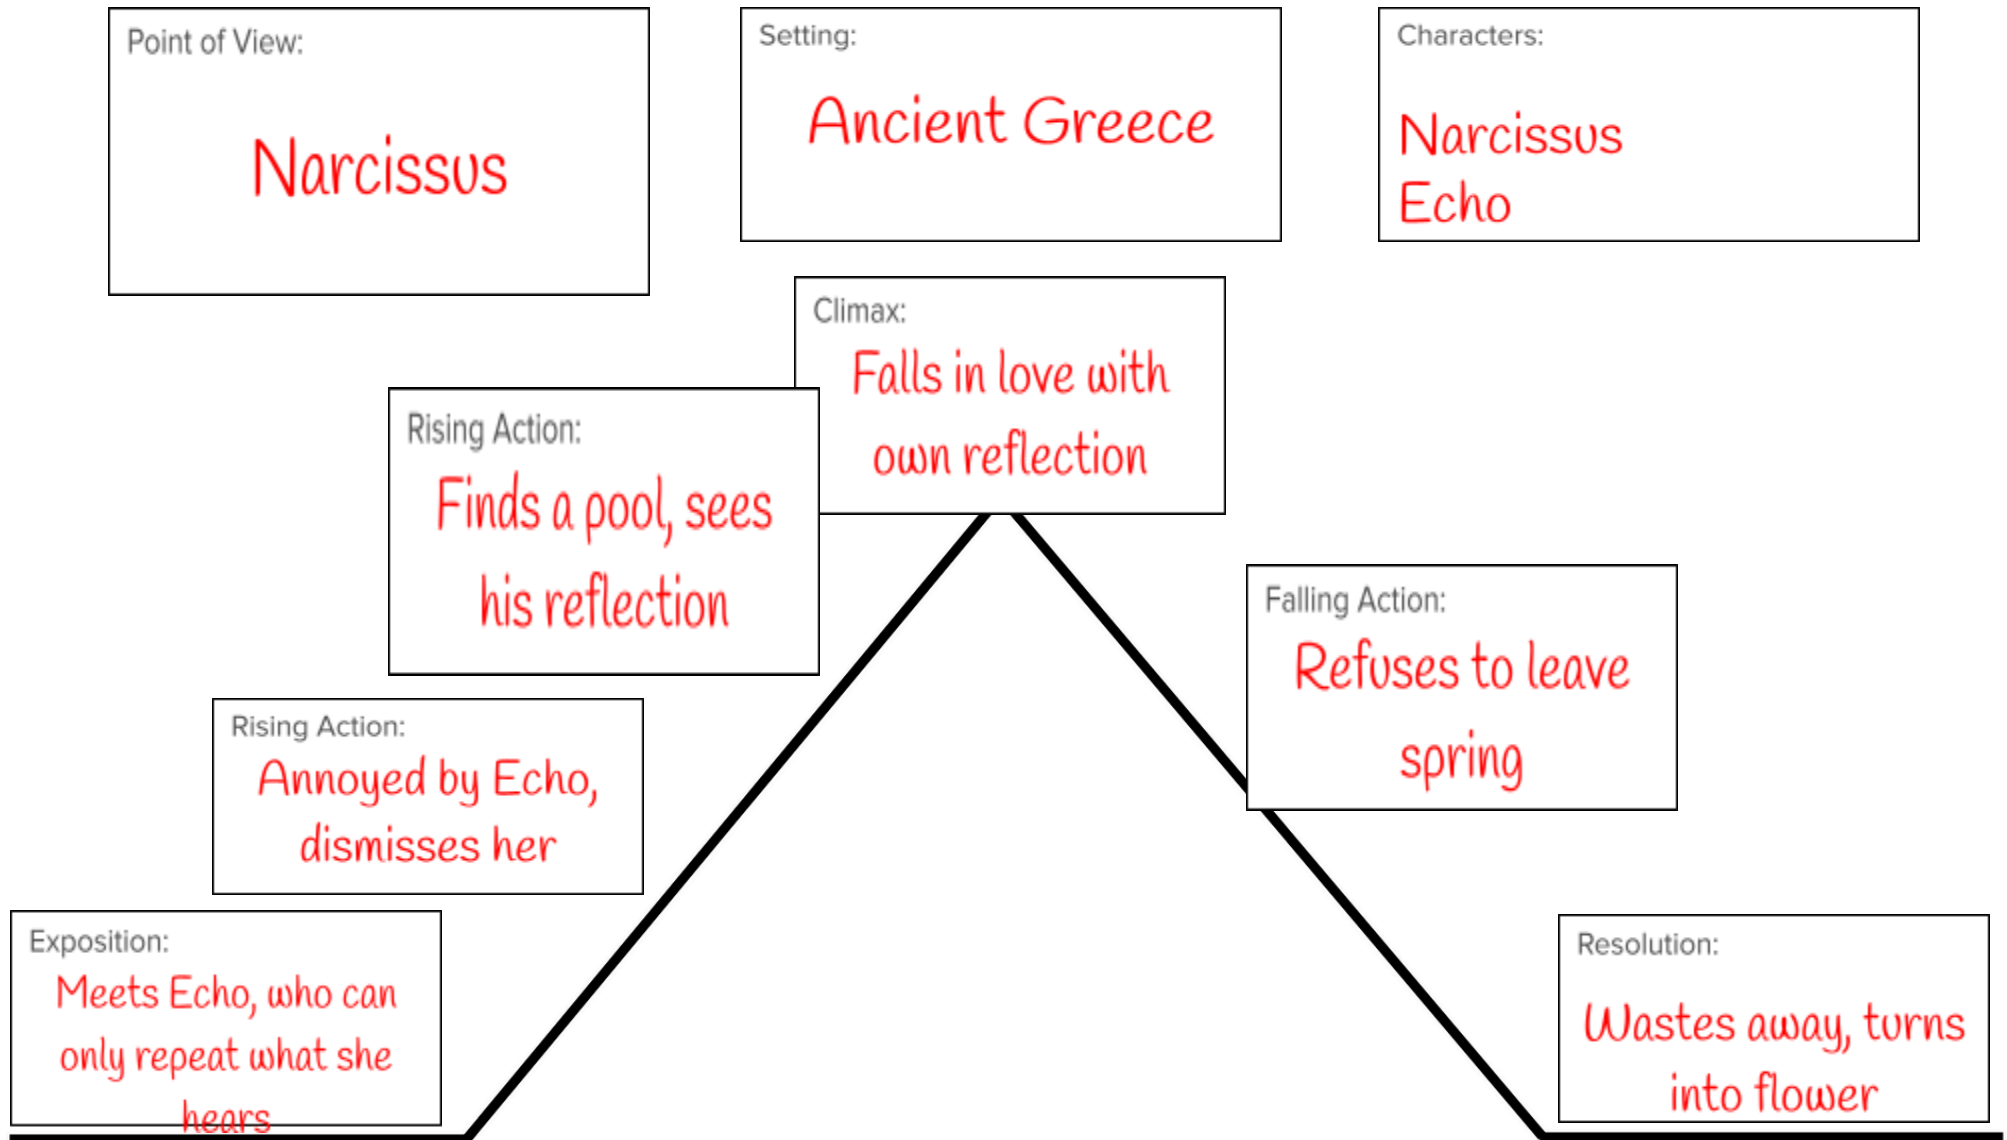 Point of View:
Narcissus
Setting:
Ancient Greece
Characters:
Narcissus
Echo
Climax:
Falls in love with
own reflection
Rising Action:
Finds a pool, sees
his reflection
Rising Action:
Annoyed by Echo,
dismisses her
Exposition:
Meets Echo, who can
only repeat what she
hears
Falling Action:
Refuses to leave
spring
Resolution:
Wastes away, turns
into flower